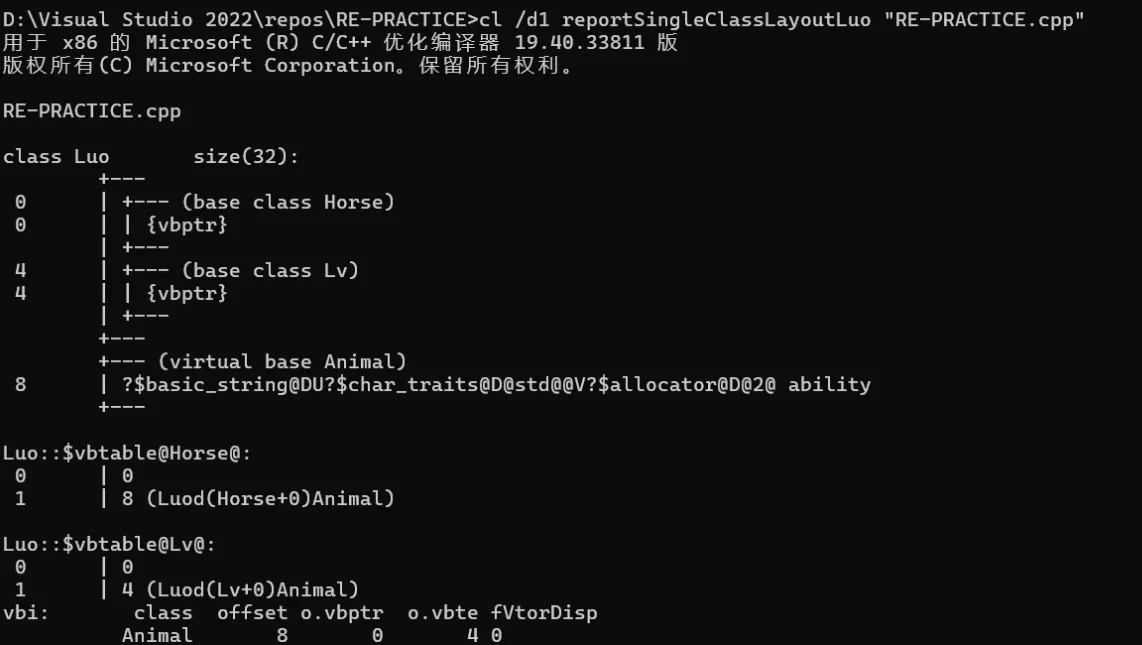 D:\Visual Studio 2022\repos\RE-PRACTICE>cl /d1 reportSingleClassLayoutLuo "RE-PRACTICE.cpp"
用于 x86 的 Microsoft (R) C/C++ 优化编译器 19.40.33811 版
版权所有(C) Microsoft Corporation。保留所有权利。

RE-PRACTICE.cpp

class Luo       size(32):
        +---
 0      | +--- (base class Horse)
 0      | | {vbptr}
        | +---
 4      | +--- (base class Lv)
 4      | | {vbptr}
        | +---
        +---
        +--- (virtual base Animal)
 8      | ?$basic_string@DU?$char_traits@D@std@@V?$allocator@D@2@ ability
        +---

Luo::$vbtable@Horse@:
 0      | 0
 1      | 8 (Luod(Horse+0)Animal)

Luo::$vbtable@Lv@:
 0      | 0
 1      | 4 (Luod(Lv+0)Animal)
vbi:       class  offset o.vbptr  o.vbte fVtorDisp
          Animal       8       0       4 0